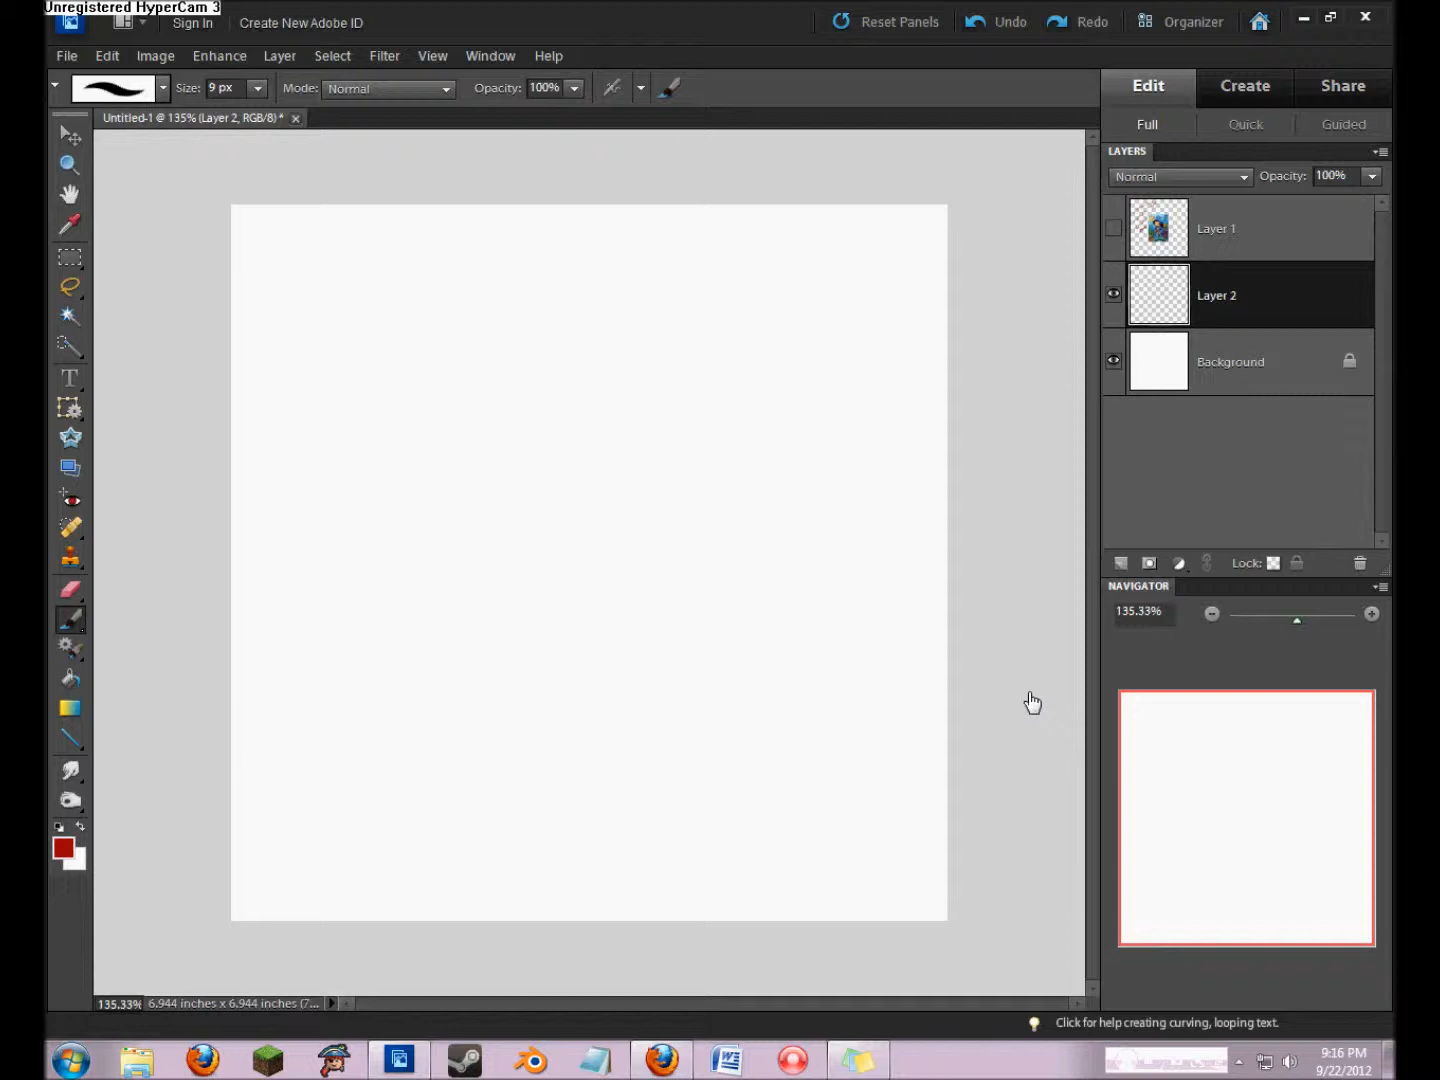 Unregistered HyperCam 3
Sign In Create New Adobe ID Reset Panels Undo Redo Organizer
File Edit Image Enhance Layer Select Filter View Window Help
Size: 9 px Mode: Normal Opacity: 100%
Edit Create Share
Untitled-1 @ 135% (Layer 2, RGB/8) *
Full Quick Guided
LAYERS
Normal Opacity: 100%
Layer 1
Layer 2
Background
Lock:
NAVIGATOR
135.33%
135.33% 6.944 inches x 6.944 inches (7...
Click for help creating curving, looping text.
9:16 PM
9/22/2012